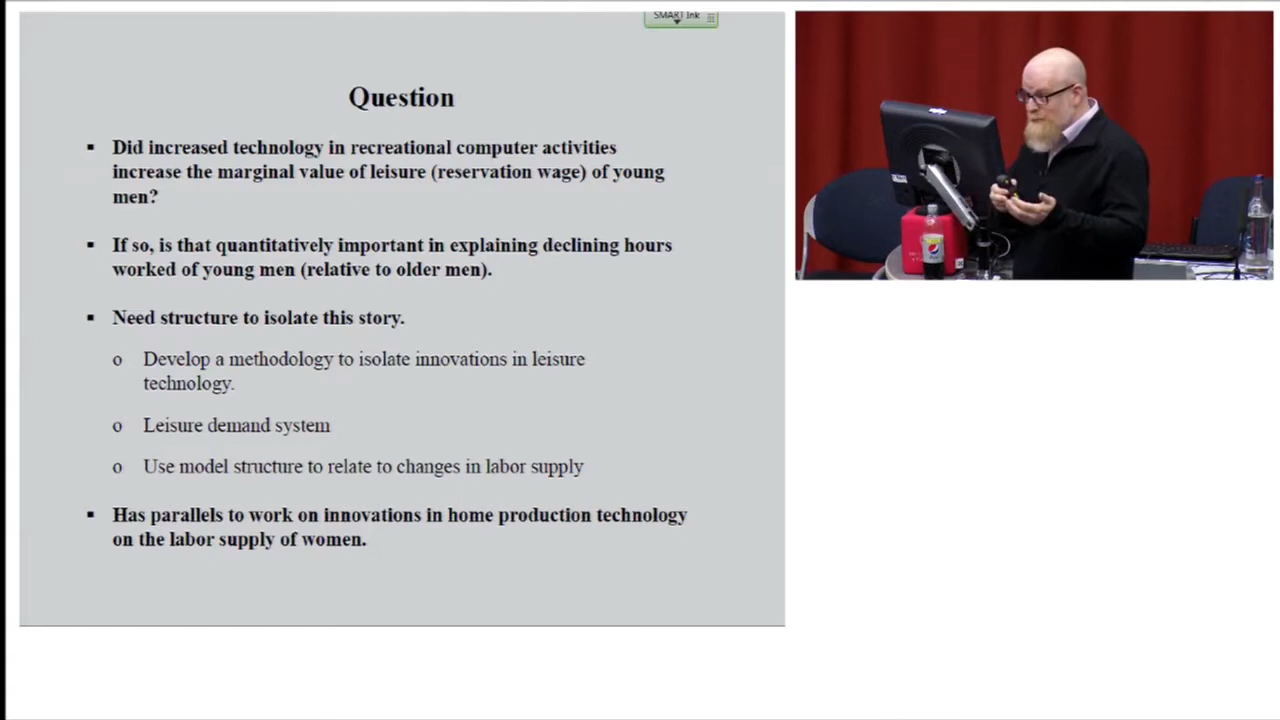 SMART Ink
Question
▪ Did increased technology in recreational computer activities
increase the marginal value of leisure (reservation wage) of young
men?
▪ If so, is that quantitatively important in explaining declining hours
worked of young men (relative to older men).
▪ Need structure to isolate this story.
o Develop a methodology to isolate innovations in leisure
technology.
o Leisure demand system
o Use model structure to relate to changes in labor supply
▪ Has parallels to work on innovations in home production technology
on the labor supply of women.